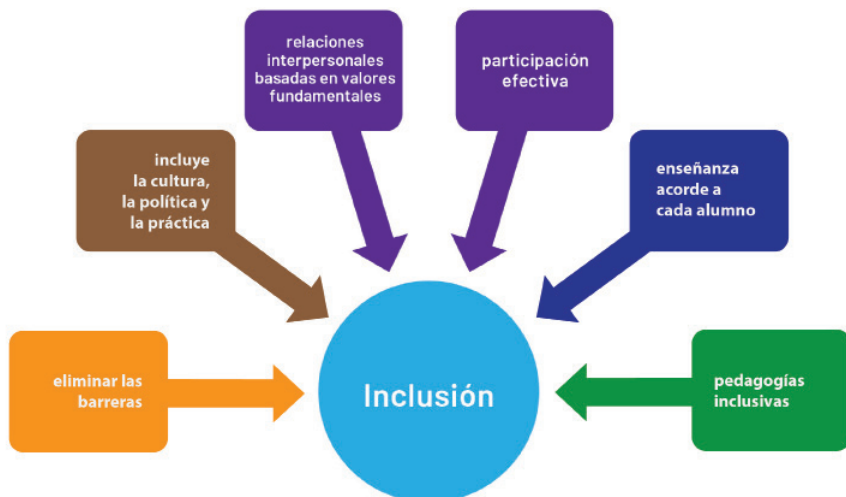 relaciones
interpersonales
basadas en valores
fundamentales
participación
efectiva
incluye
la cultura,
la política y
la práctica
enseñanza
acorde a
cada alumno
eliminar las
barreras
Inclusión
pedagogías
inclusivas